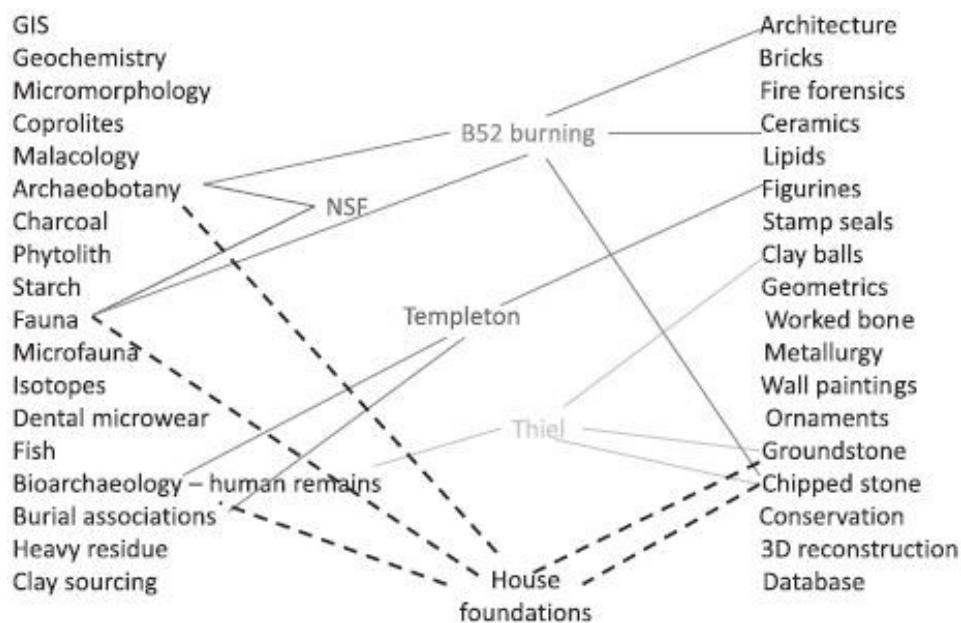 GIS
Geochemistry
Micromorphology
Coprolites
Malacology
Archaeobotany
Charcoal
Phytolith
Starch
Fauna
Microfauna
Isotopes
Dental microwear
Fish
Bioarchaeology – human remains
Burial associations
Heavy residue
Clay sourcing
B52 burning
NSF
Templeton
Thiel
House
foundations
Architecture
Bricks
Fire forensics
Ceramics
Lipids
Figurines
Stamp seals
Clay balls
Geometrics
Worked bone
Metallurgy
Wall paintings
Ornaments
Groundstone
Chipped stone
Conservation
3D reconstruction
Database